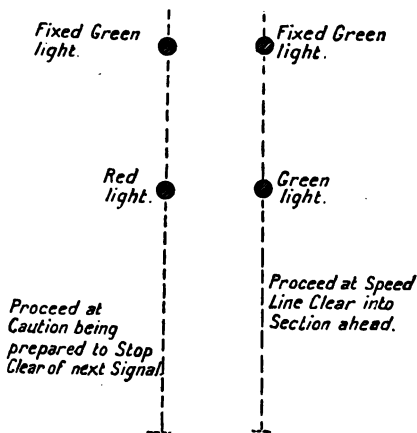 Fixed Green
light.
Fixed Green
light.
Red
light.
Green
light.
Proceed at
Caution being
prepared to Stop
Clear of next Signal.
Proceed at Speed
Line Clear into
Section ahead.